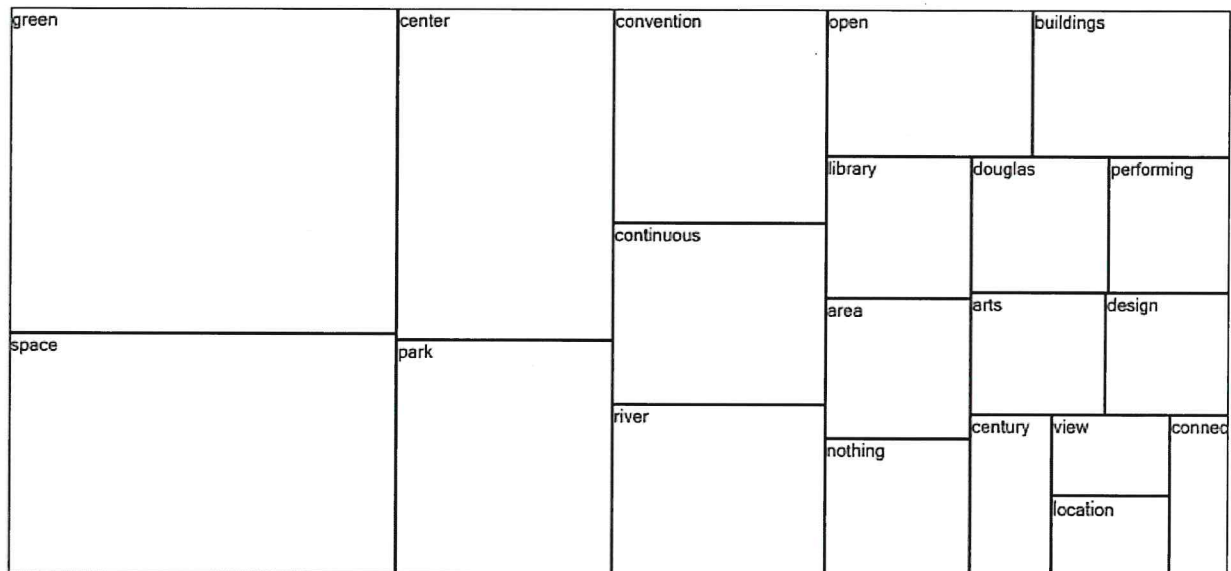 green
center
convention
open
buildings
library
douglas
performing
continuous
area
arts
design
space
park
river
century
view
connec
nothing
location